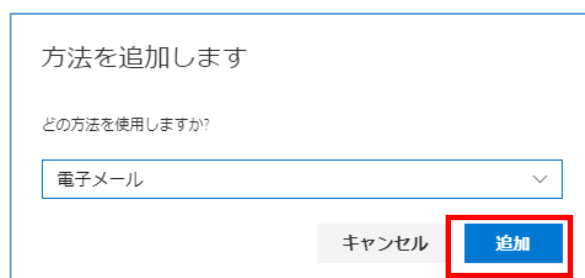 方法を追加します
どの方法を使用しますか?
電子メール
キャンセル 追加